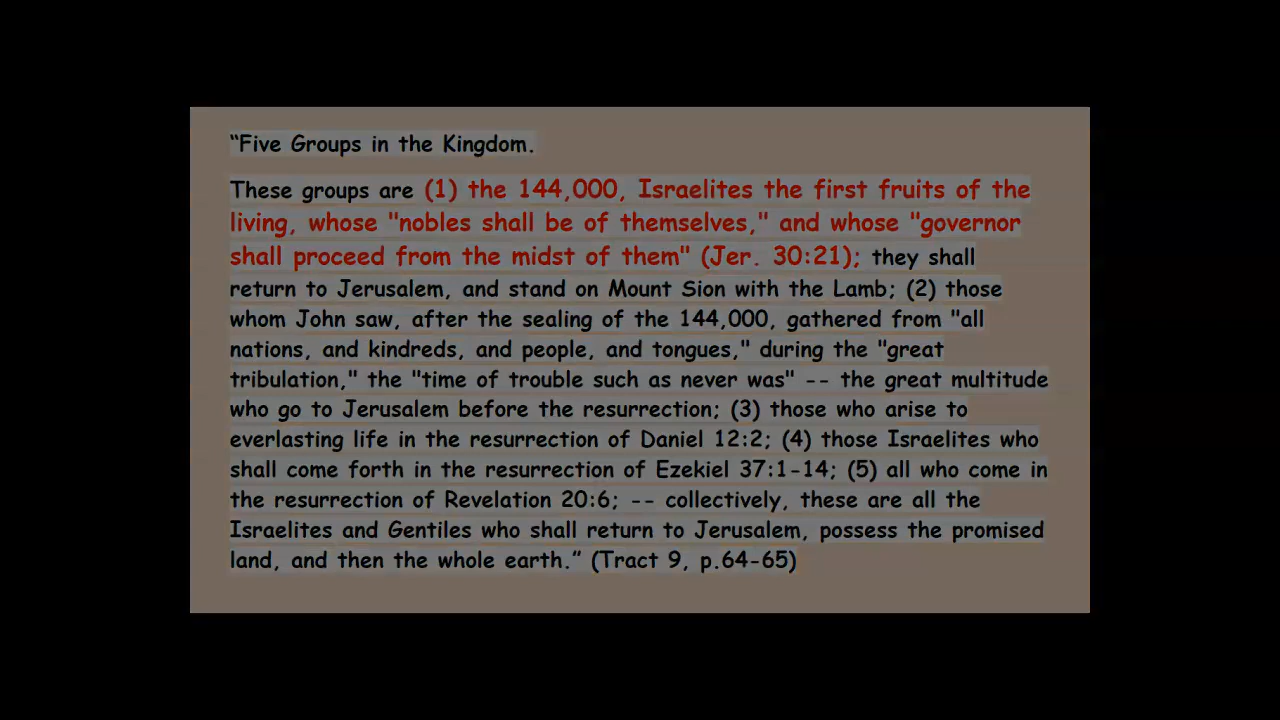 “Five Groups in the Kingdom.
These groups are (1) the 144,000, Israelites the first fruits of the
living, whose "nobles shall be of themselves," and whose "governor
shall proceed from the midst of them" (Jer. 30:21); they shall
return to Jerusalem, and stand on Mount Sion with the Lamb; (2) those
whom John saw, after the sealing of the 144,000, gathered from "all
nations, and kindreds, and people, and tongues," during the "great
tribulation," the "time of trouble such as never was" -- the great multitude
who go to Jerusalem before the resurrection; (3) those who arise to
everlasting life in the resurrection of Daniel 12:2; (4) those Israelites who
shall come forth in the resurrection of Ezekiel 37:1-14; (5) all who come in
the resurrection of Revelation 20:6; -- collectively, these are all the
Israelites and Gentiles who shall return to Jerusalem, possess the promised
land, and then the whole earth.” (Tract 9, p.64-65)